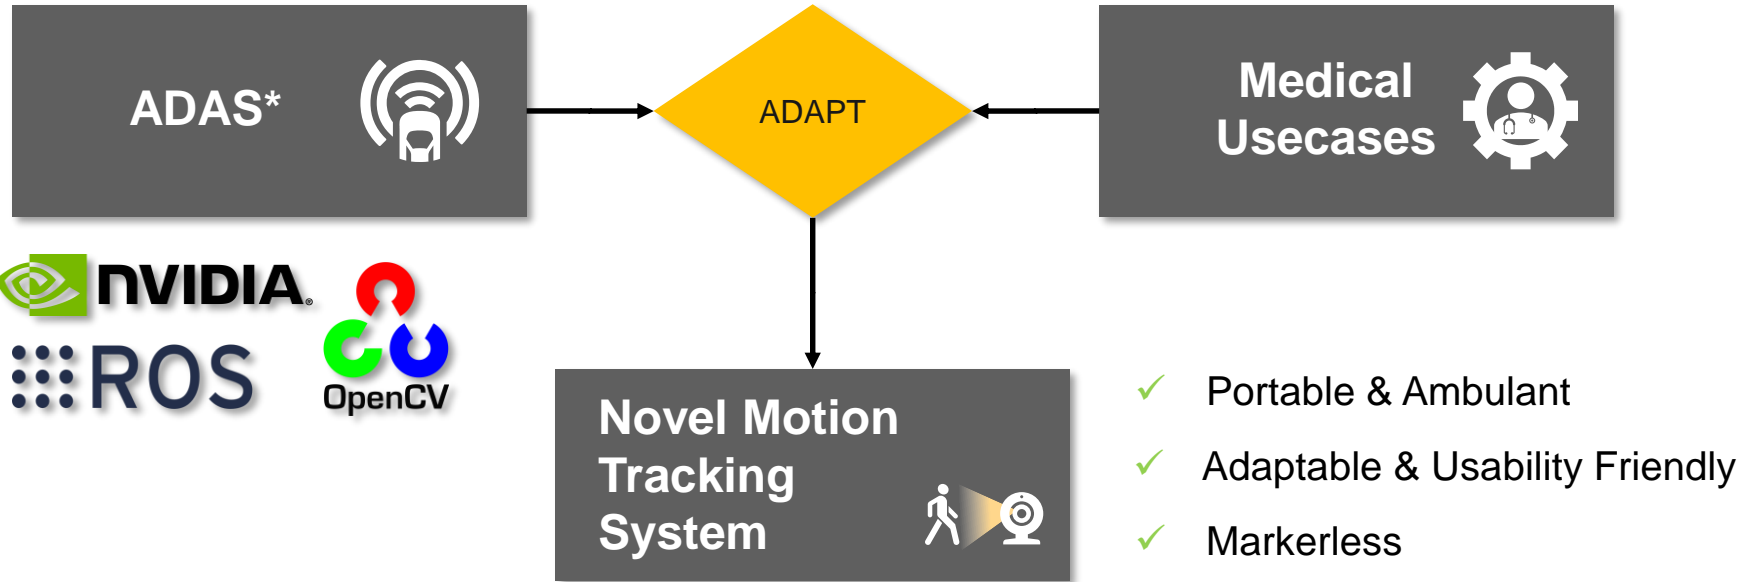 ADAS*
ADAPT
Medical
Usecases
NVIDIA.
ROS
OpenCV
Novel Motion
Tracking
System
Portable & Ambulant
Adaptable & Usability Friendly
Markerless